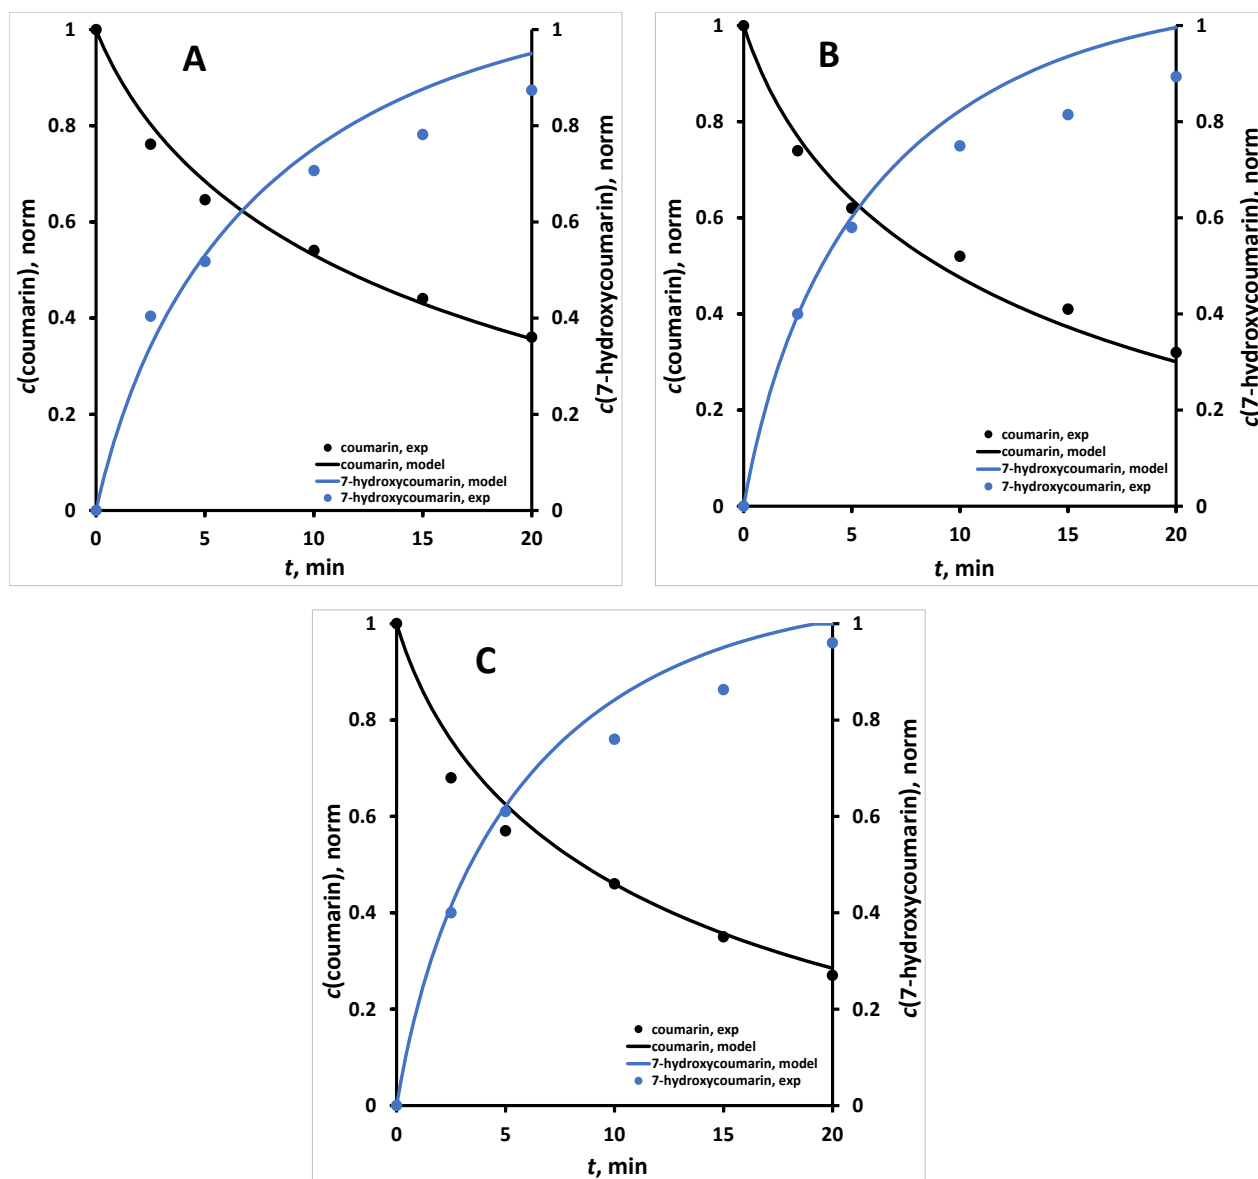 A
1
0.8
0.6
0.4
0.2
0
c(coumarin), norm
1
0.8
0.6
0.4
0.2
0
c(7-hydroxycoumarin), norm
coumarin, exp
coumarin, model
7-hydroxycoumarin, model
7-hydroxycoumarin, exp
0 5 10 15 20
t, min
B
1
0.8
0.6
0.4
0.2
0
c(coumarin), norm
1
0.8
0.6
0.4
0.2
0
c(7-hydroxycoumarin), norm
coumarin, exp
coumarin, model
7-hydroxycoumarin, model
7-hydroxycoumarin, exp
0 5 10 15 20
t, min
C
1
0.8
0.6
0.4
0.2
0
c(coumarin), norm
1
0.8
0.6
0.4
0.2
0
c(7-hydroxycoumarin), norm
coumarin, exp
coumarin, model
7-hydroxycoumarin, model
7-hydroxycoumarin, exp
0 5 10 15 20
t, min